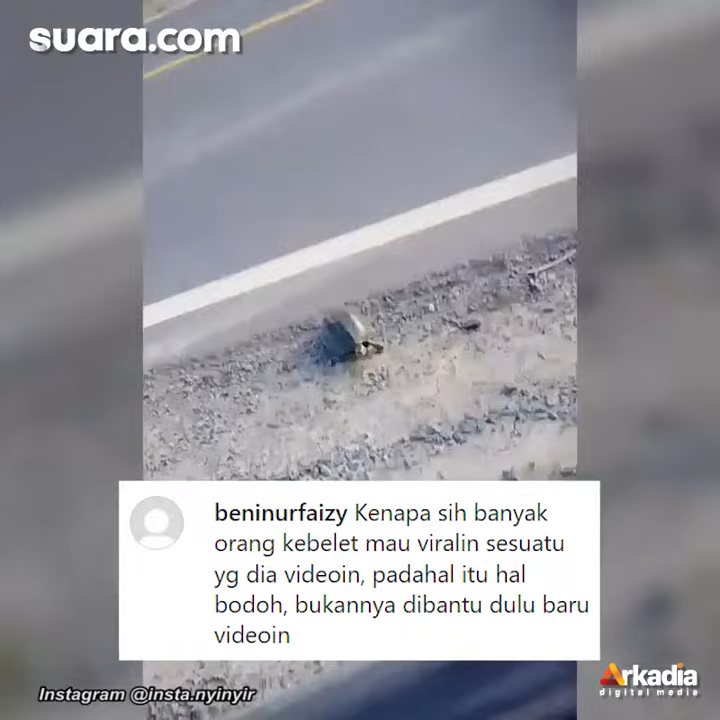 suara.com
beninurfaizy Kenapa sih banyak
orang kebelet mau viralin sesuatu
yg dia videoin, padahal itu hal
bodoh, bukannya dibantu dulu baru
videoin
Instagram @insta.nyinyir
Arkadia
digital media